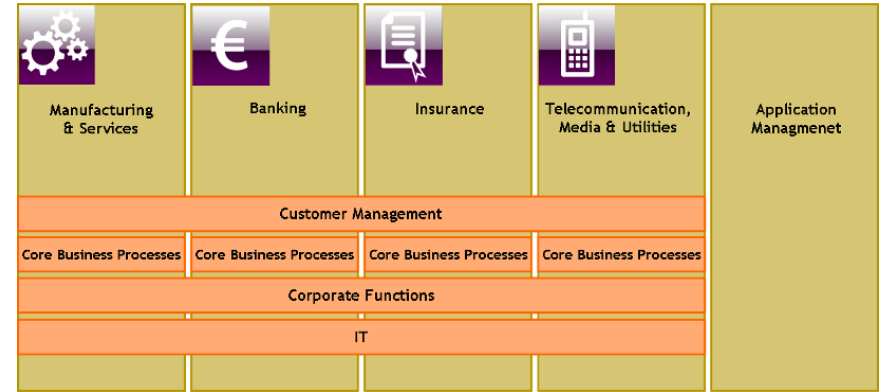 €
Manufacturing
& Services
Banking
Insurance
Telecommunication,
Media & Utilities
Application
Managmenet
Customer Management
Core Business Processes
Core Business Processes
Core Business Processes
Core Business Processes
Corporate Functions
IT